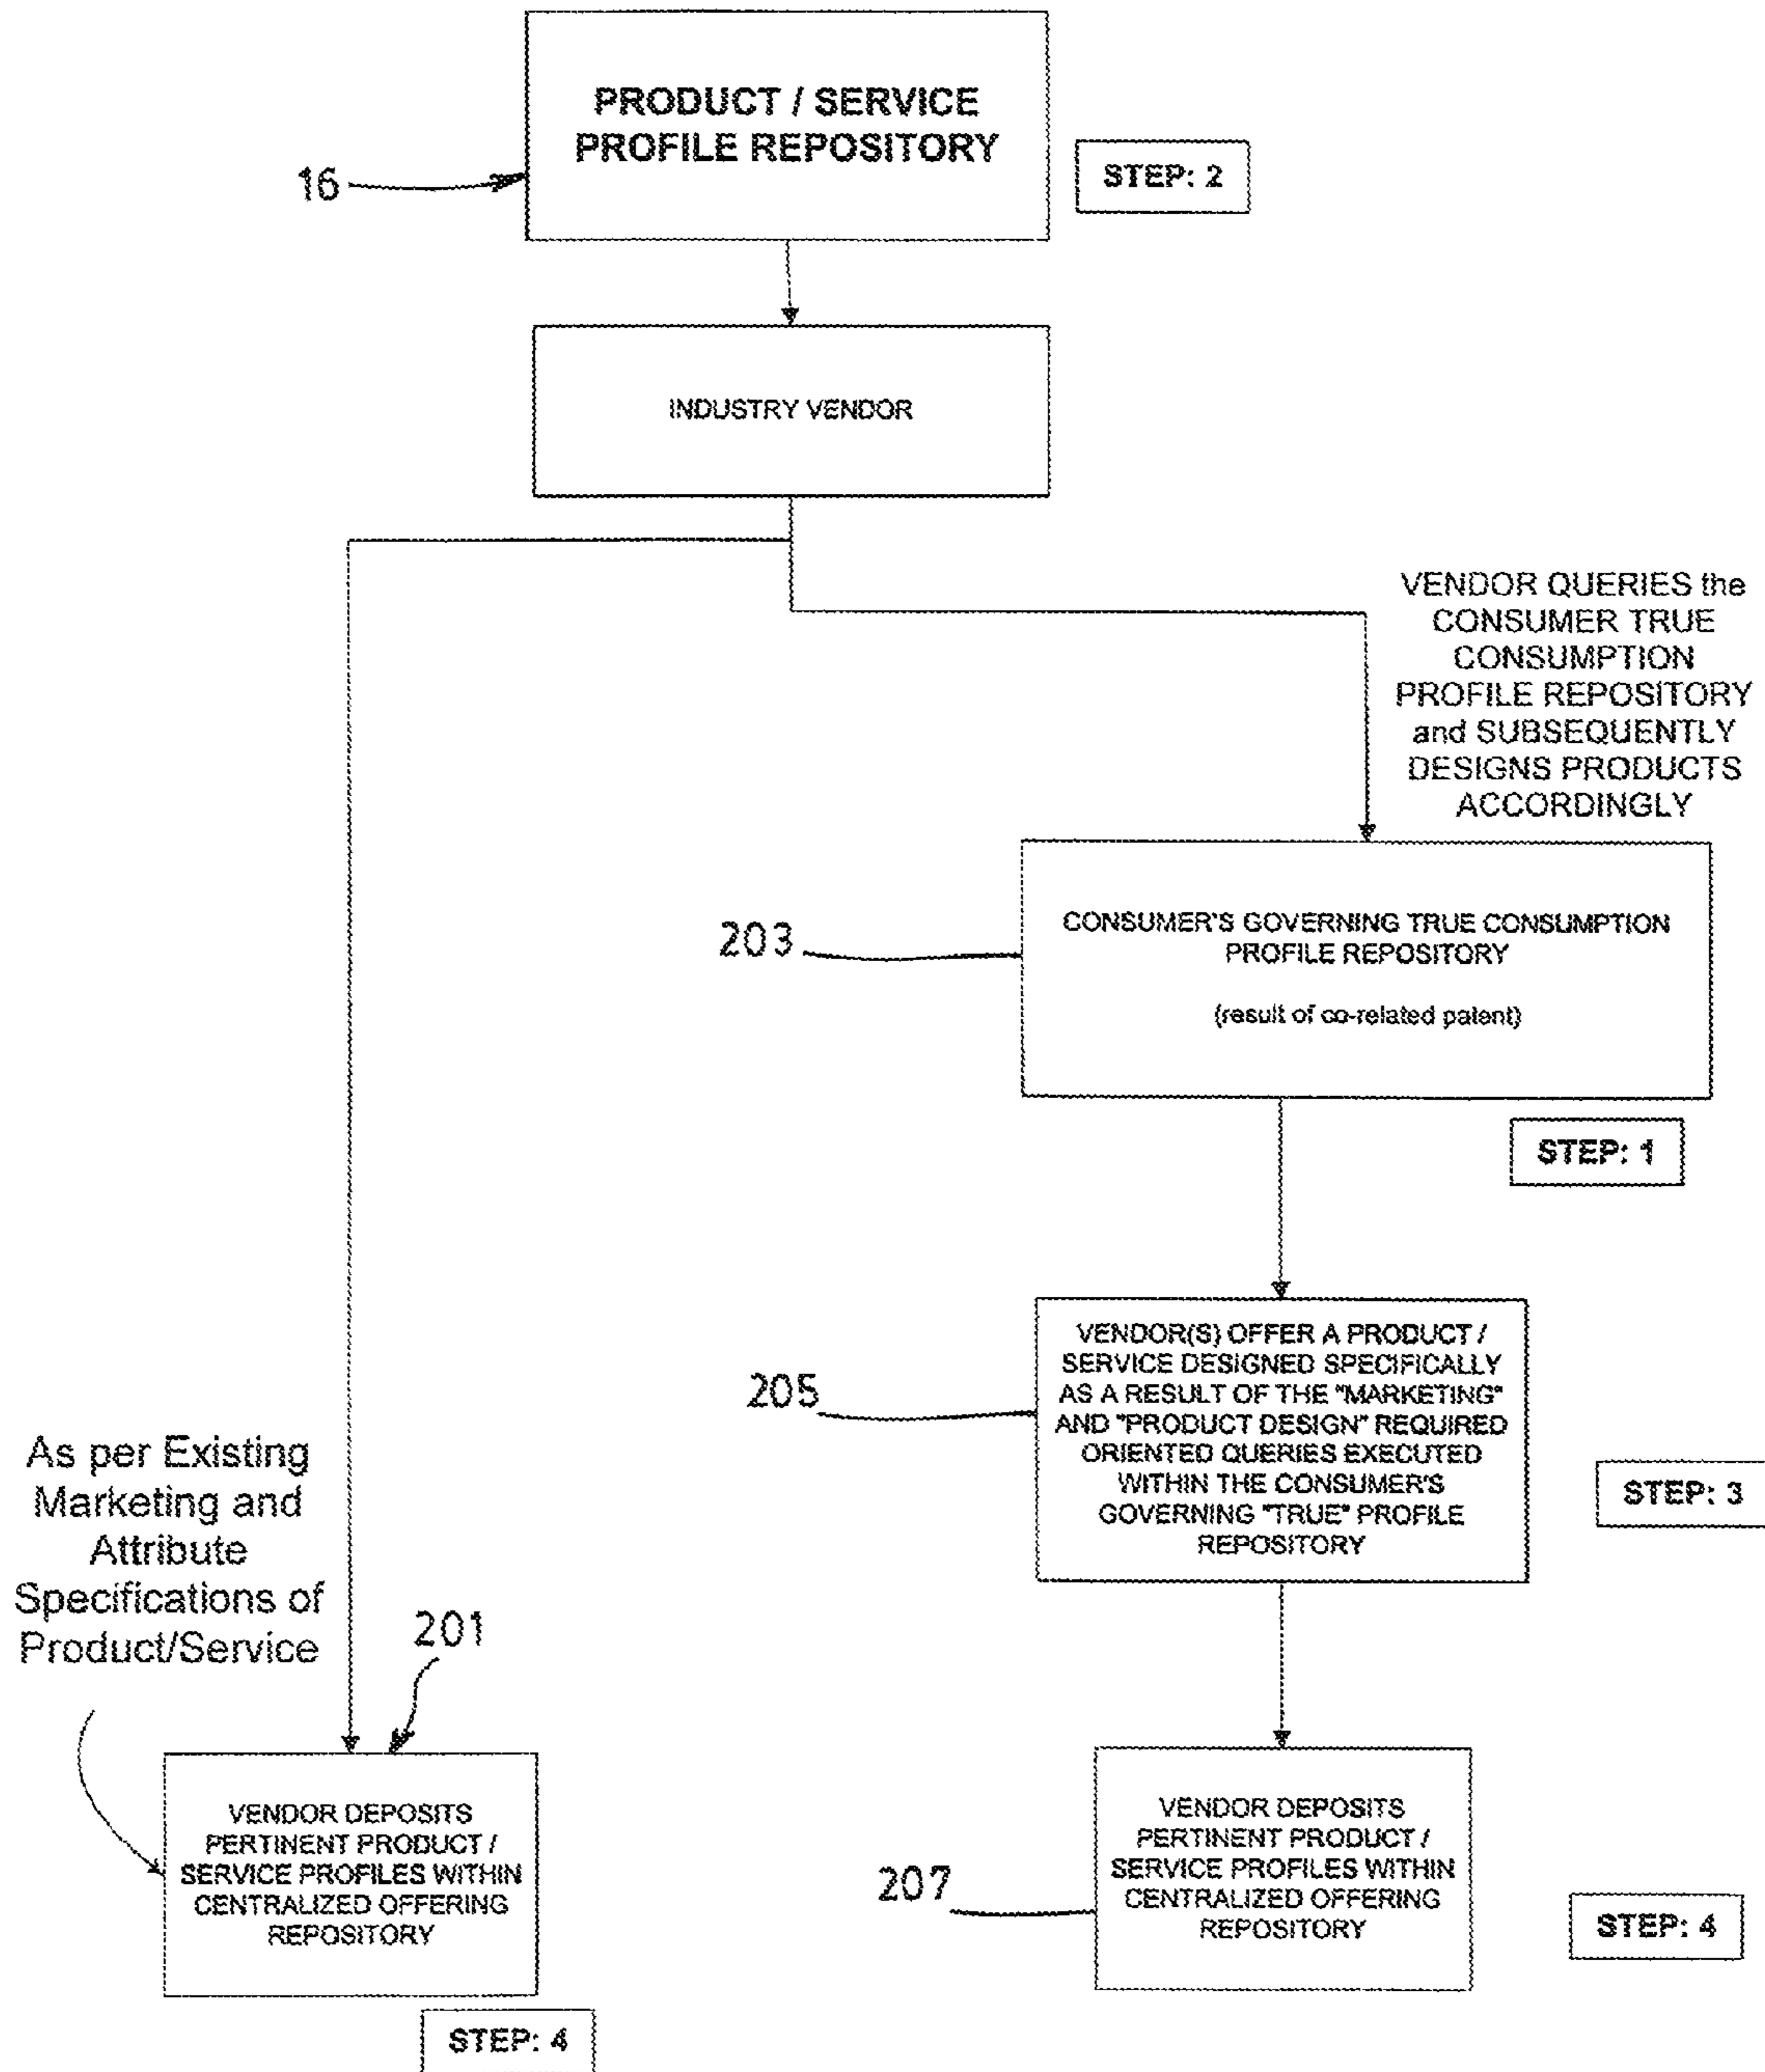 PRODUCT / SERVICE
PROFILE REPOSITORY
16
STEP: 2
INDUSTRY VENDOR
VENDOR QUERIES the
CONSUMER TRUE
CONSUMPTION
PROFILE REPOSITORY
and SUBSEQUENTLY
DESIGNS PRODUCTS
ACCORDINGLY
203
CONSUMER'S GOVERNING TRUE CONSUMPTION
PROFILE REPOSITORY
(result of co-related patent)
STEP: 1
205
VENDOR(S) OFFER A PRODUCT /
SERVICE DESIGNED SPECIFICALLY
AS A RESULT OF THE "MARKETING"
AND "PRODUCT DESIGN" REQUIRED
ORIENTED QUERIES EXECUTED
WITHIN THE CONSUMER'S
GOVERNING "TRUE" PROFILE
REPOSITORY
STEP: 3
As per Existing
Marketing and
Attribute
Specifications of
Product/Service
201
VENDOR DEPOSITS
PERTINENT PRODUCT /
SERVICE PROFILES WITHIN
CENTRALIZED OFFERING
REPOSITORY
STEP: 4
207
VENDOR DEPOSITS
PERTINENT PRODUCT /
SERVICE PROFILES WITHIN
CENTRALIZED OFFERING
REPOSITORY
STEP: 4